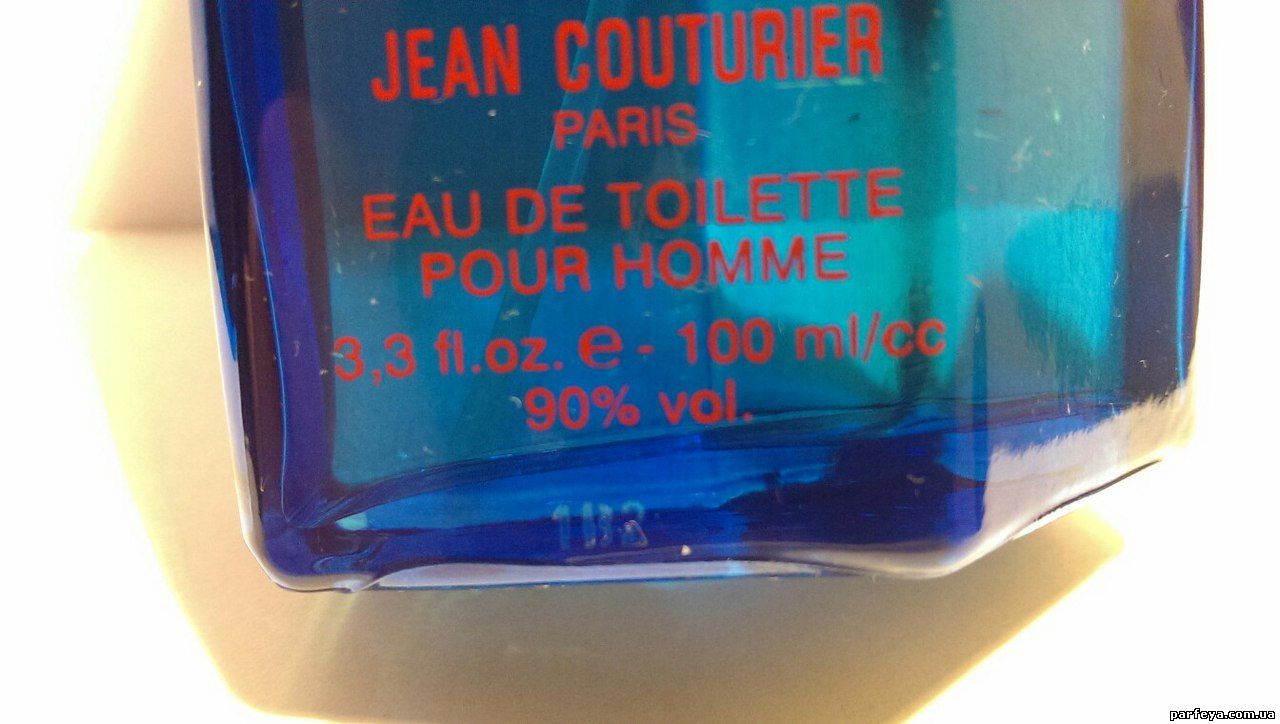 JEAN COUTURIER
PARIS
EAU DE TOILETTE
POUR HOMME
3,3 fl.oz. e - 100 ml/cc
90% vol.
parfeya.com.ua